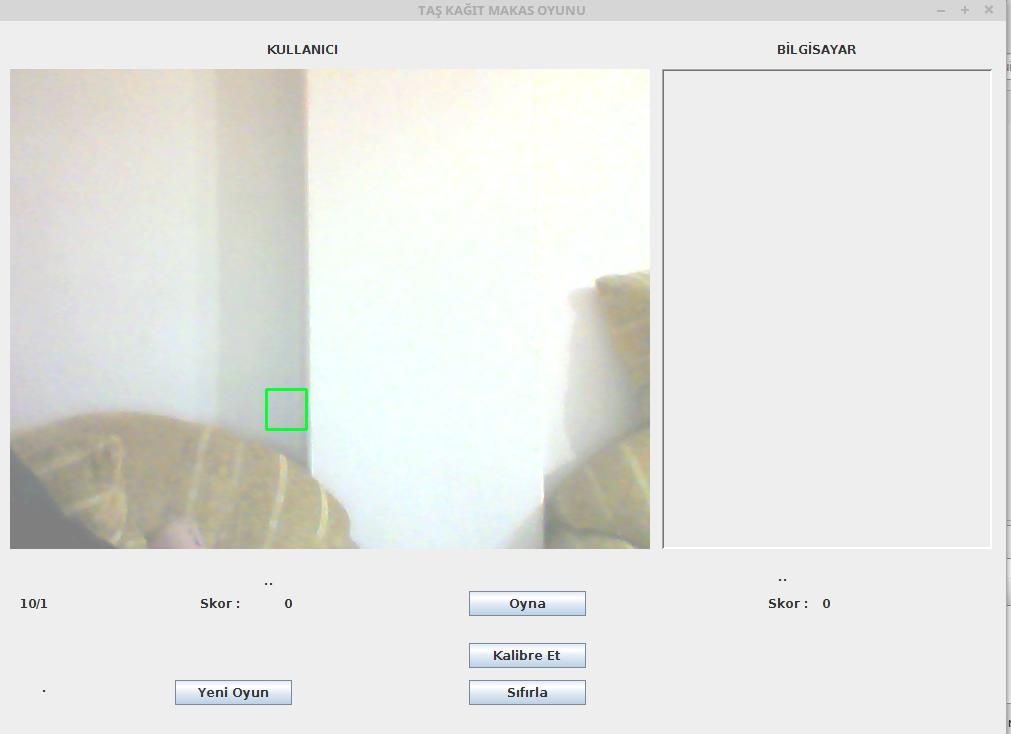 TAŞ KAĞIT MAKAS OYUNU
KULLANICI
BİLGİSAYAR
..
..
10/1
Skor :
0
Oyna
Skor :
0
Kalibre Et
.
Yeni Oyun
Sıfırla